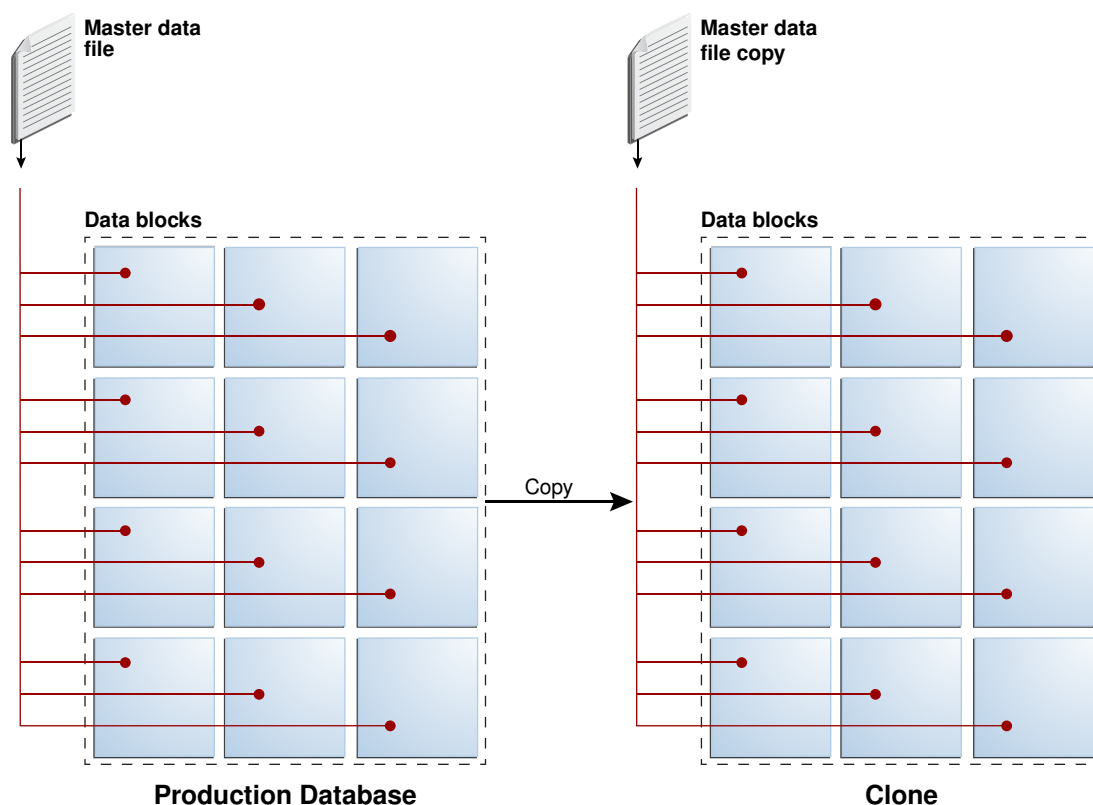 Master data
file
Data blocks
Production Database
Copy
Master data
file copy
Data blocks
Clone